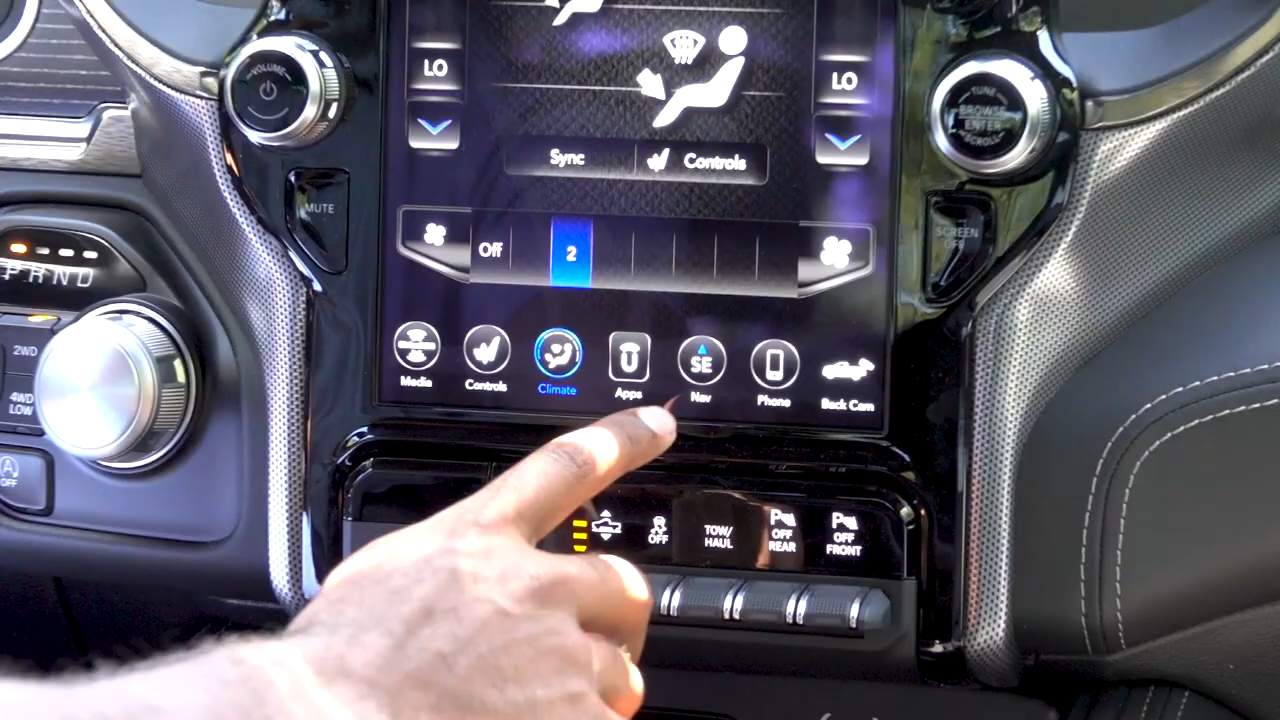 LO
LO
VOLUME
TUNE
BROWSE
ENTER
SCROLL
Sync
Controls
MUTE
SCREEN
OFF
Off
2
PRND
2WD
4WD
LOW
A
OFF
Media
Controls
Climate
Apps
SE
Nav
Phone
Back Cam
OFF
TOW/
HAUL
P
OFF
REAR
P
OFF
FRONT